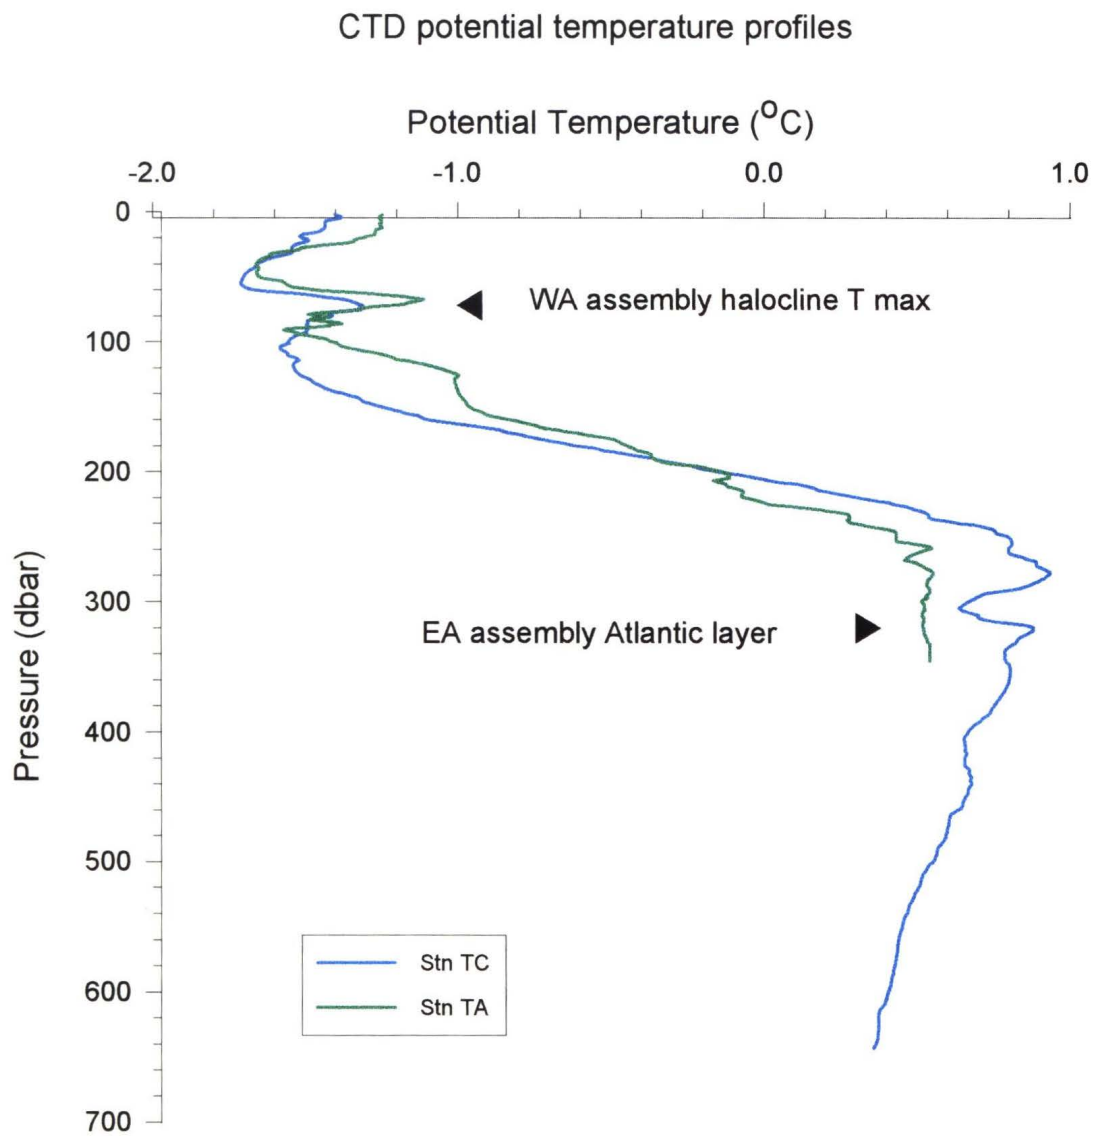 CTD potential temperature profiles
Potential Temperature (°C)
-2.0 -1.0 0.0 1.0
0
100
200
300
400
500
600
700
Pressure (dbar)
WA assembly halocline T max
EA assembly Atlantic layer
Stn TC
Stn TA